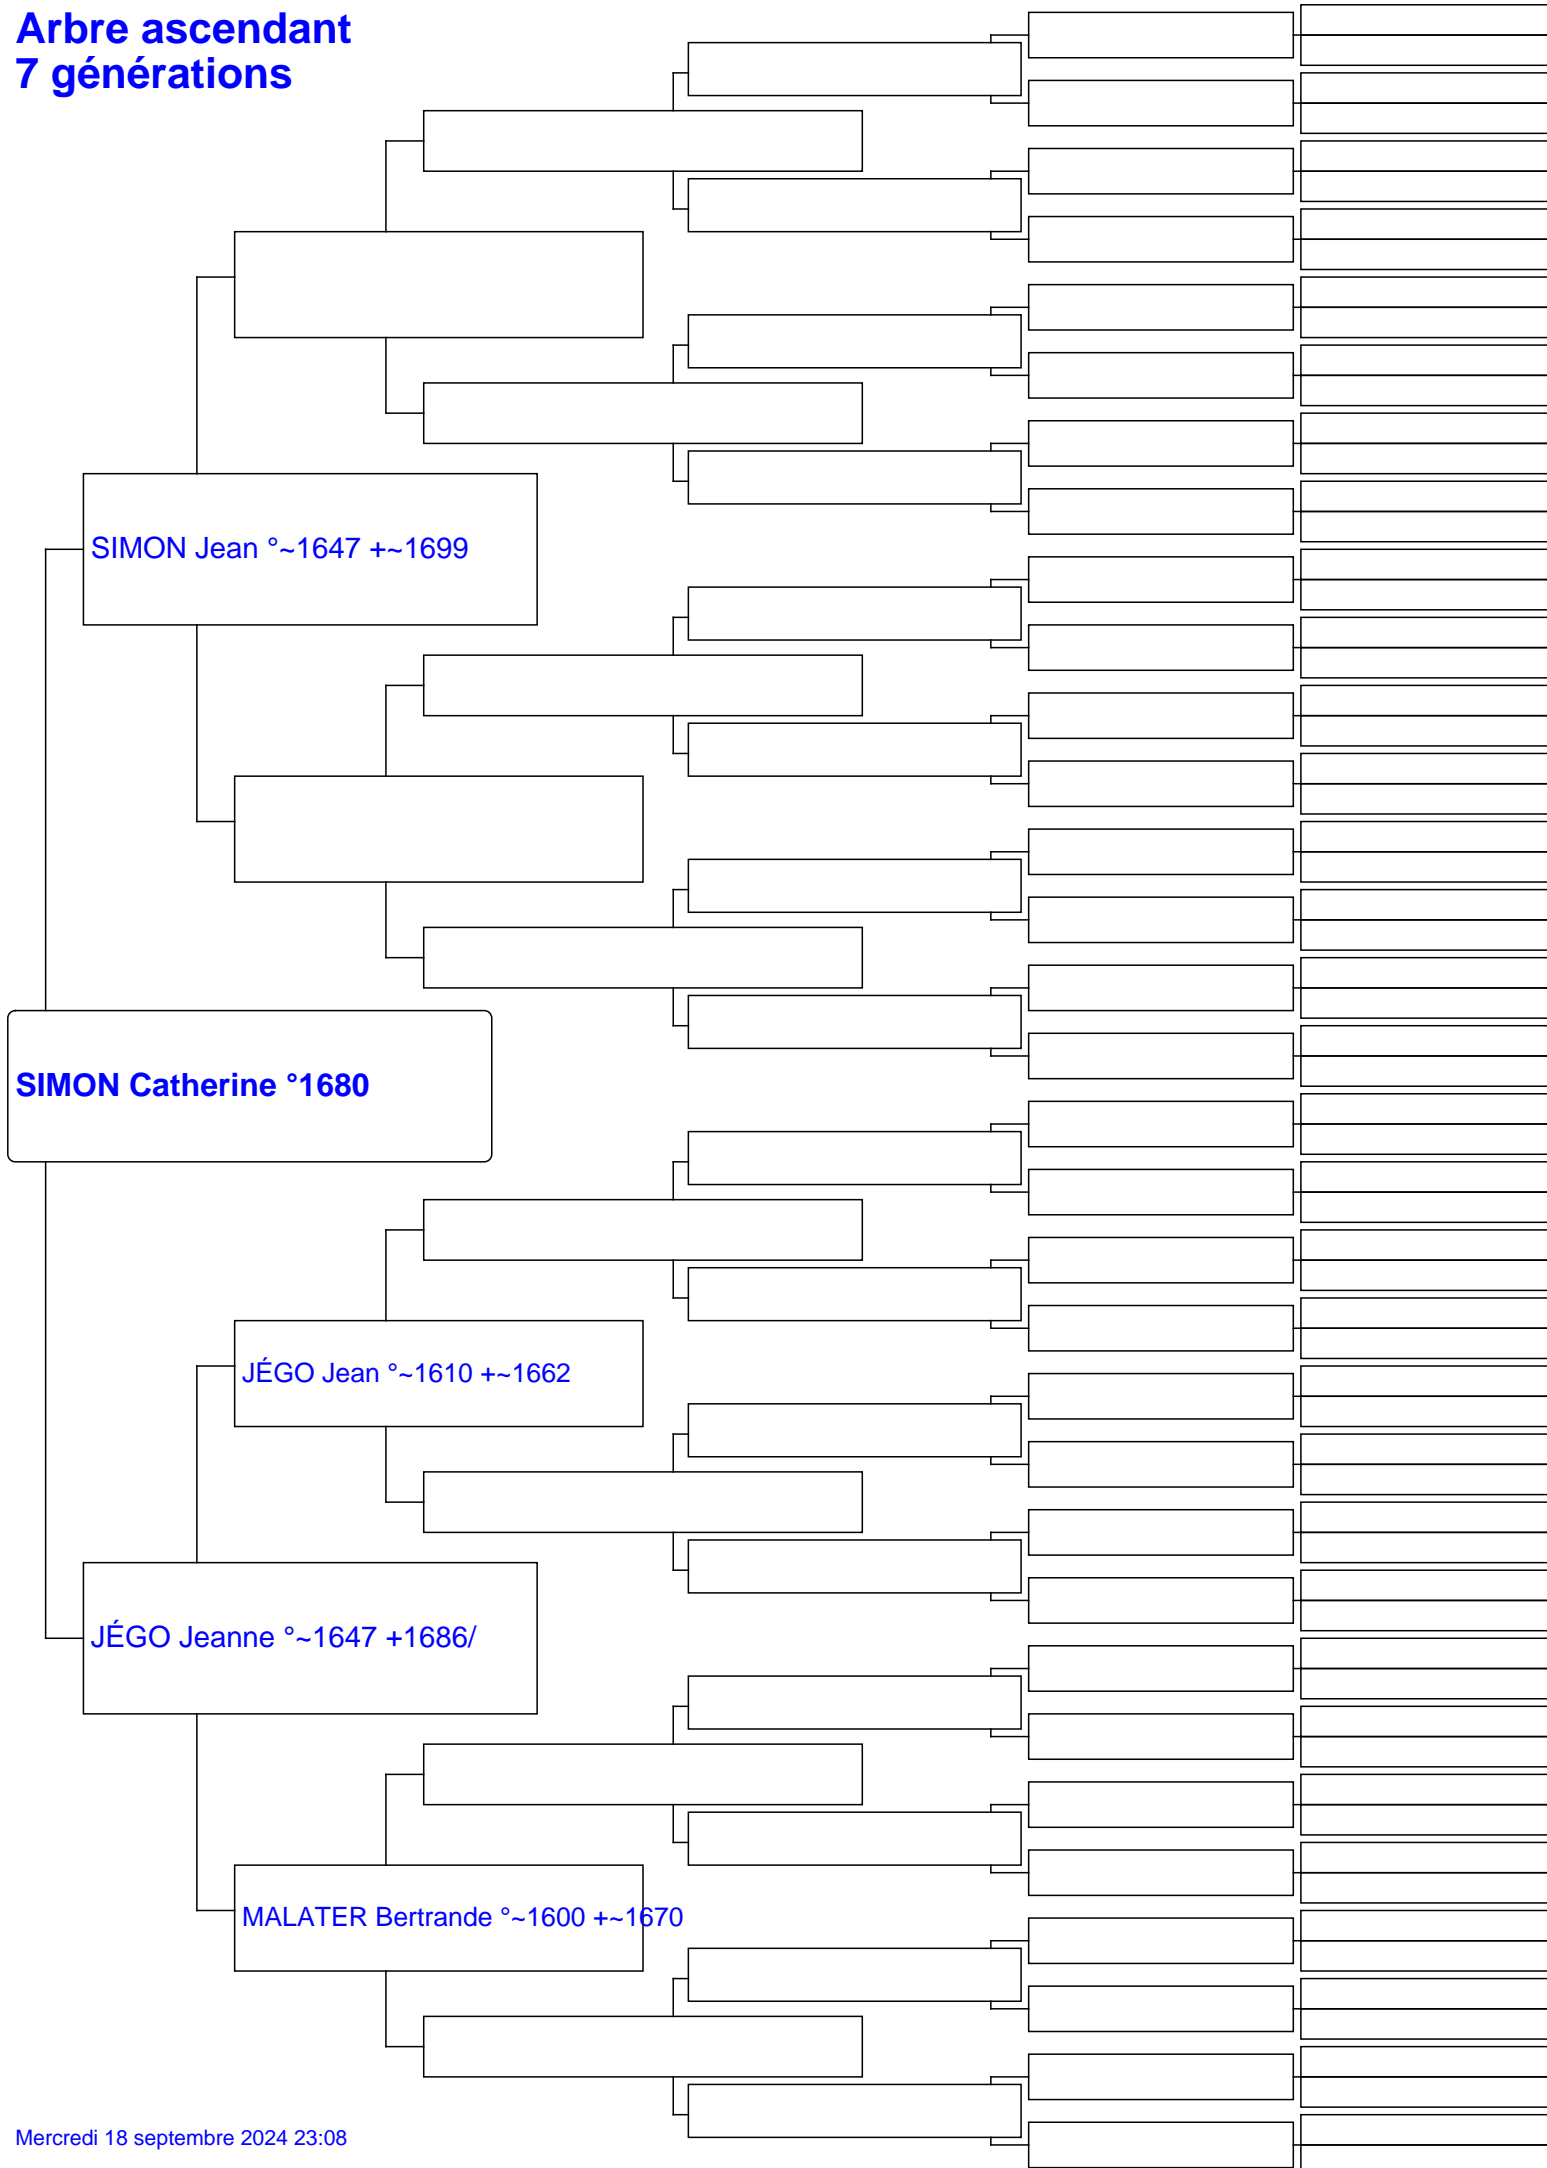 Arbre ascendant
7 générations
SIMON Jean °~1647 +~1699
SIMON Catherine °1680
JÉGO Jean °~1610 +~1662
JÉGO Jeanne °~1647 +1686/
MALATER Bertrande °~1600 +~1670
Mercredi 18 septembre 2024 23:08